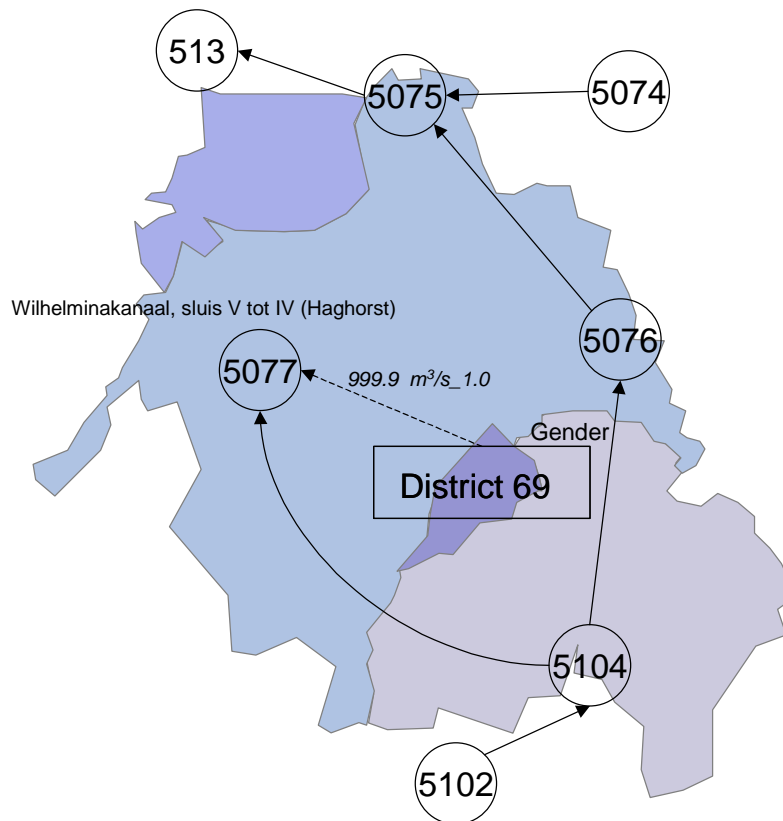 513
5075
5074
Wilhelminakanaal, sluis V tot IV (Haghorst)
5076
5077
999.9 m³/s_1.0
Gender
District 69
5104
5102